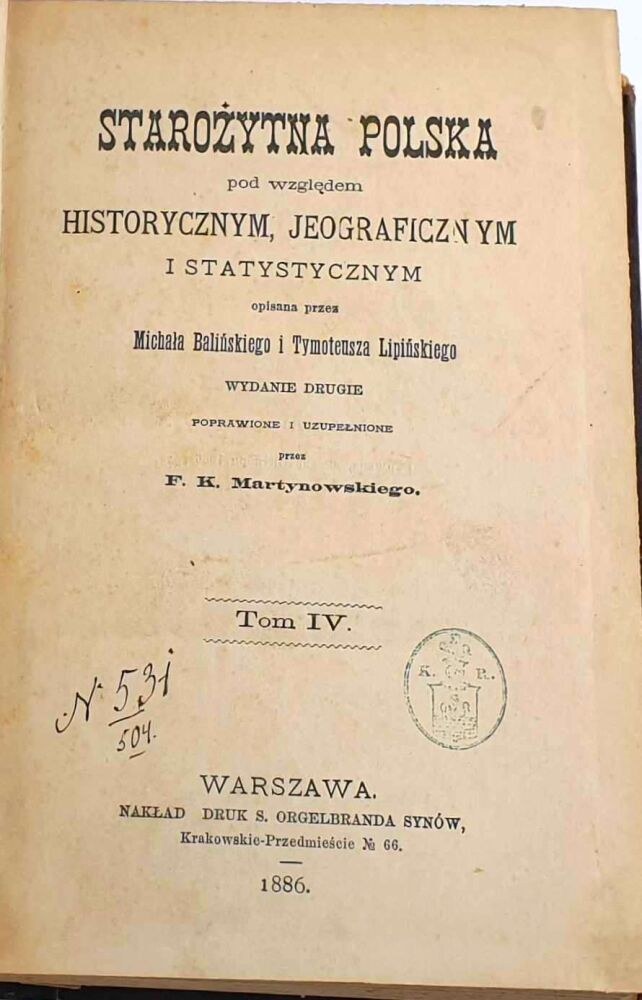 STAROŻYTNA POLSKA
pod względem
HISTORYCZNYM, JEOGRAFICZNYM
I STATYSTYCZNYM
opisana przez
Michała Balińskiego i Tymoteusza Lipińskiego
WYDANIE DRUGIE
POPRAWIONE I UZUPEŁNIONE
przez
F. K. Martynowskiego.
Tom IV.
K. R.
N. 531
504.
WARSZAWA.
NAKŁAD DRUK S. ORGELBRANDA SYNÓW,
Krakowskie-Przedmieście № 66.
1886.